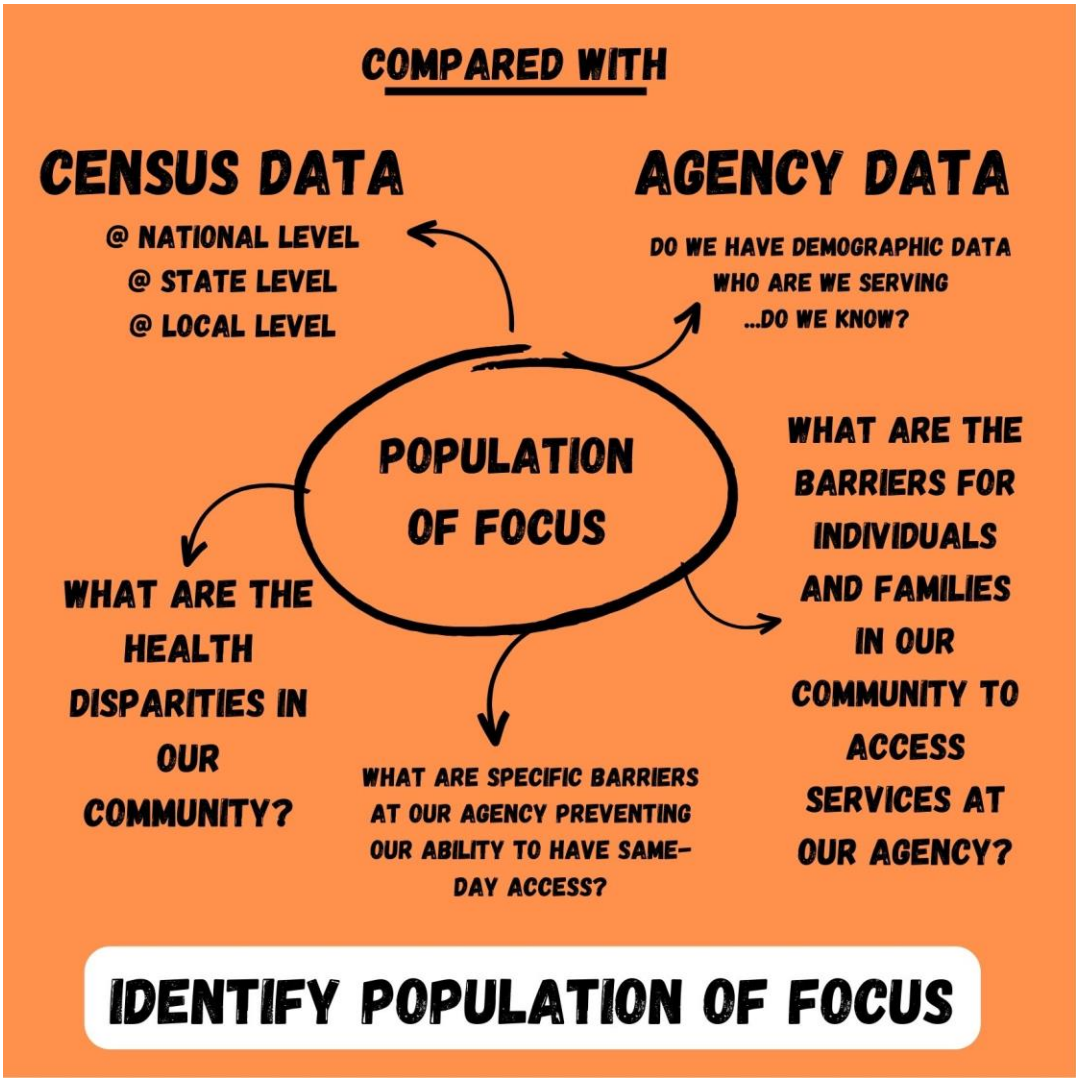 COMPARED WITH
CENSUS DATA
@ NATIONAL LEVEL
@ STATE LEVEL
@ LOCAL LEVEL
AGENCY DATA
DO WE HAVE DEMOGRAPHIC DATA
WHO ARE WE SERVING
...DO WE KNOW?
POPULATION
OF FOCUS
WHAT ARE THE
HEALTH
DISPARITIES IN
OUR
COMMUNITY?
WHAT ARE SPECIFIC BARRIERS
AT OUR AGENCY PREVENTING
OUR ABILITY TO HAVE SAME-
DAY ACCESS?
WHAT ARE THE
BARRIERS FOR
INDIVIDUALS
AND FAMILIES
IN OUR
COMMUNITY TO
ACCESS
SERVICES AT
OUR AGENCY?
IDENTIFY POPULATION OF FOCUS